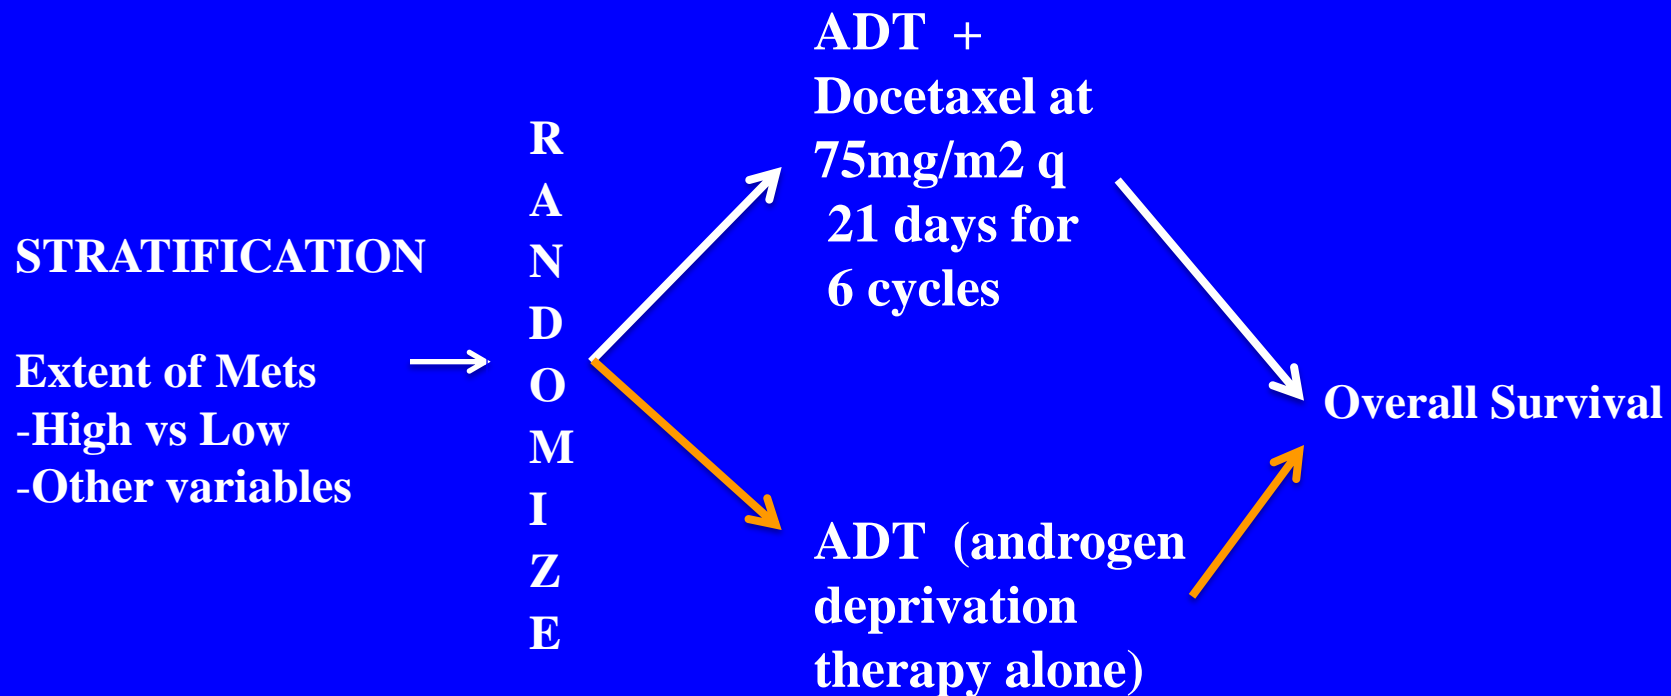 STRATIFICATION
Extent of Mets
-High vs Low
-Other variables
R
A
N
D
O
M
I
Z
E
ADT +
Docetaxel at
75mg/m2 q
21 days for
6 cycles
ADT (androgen
deprivation
therapy alone)
Overall Survival